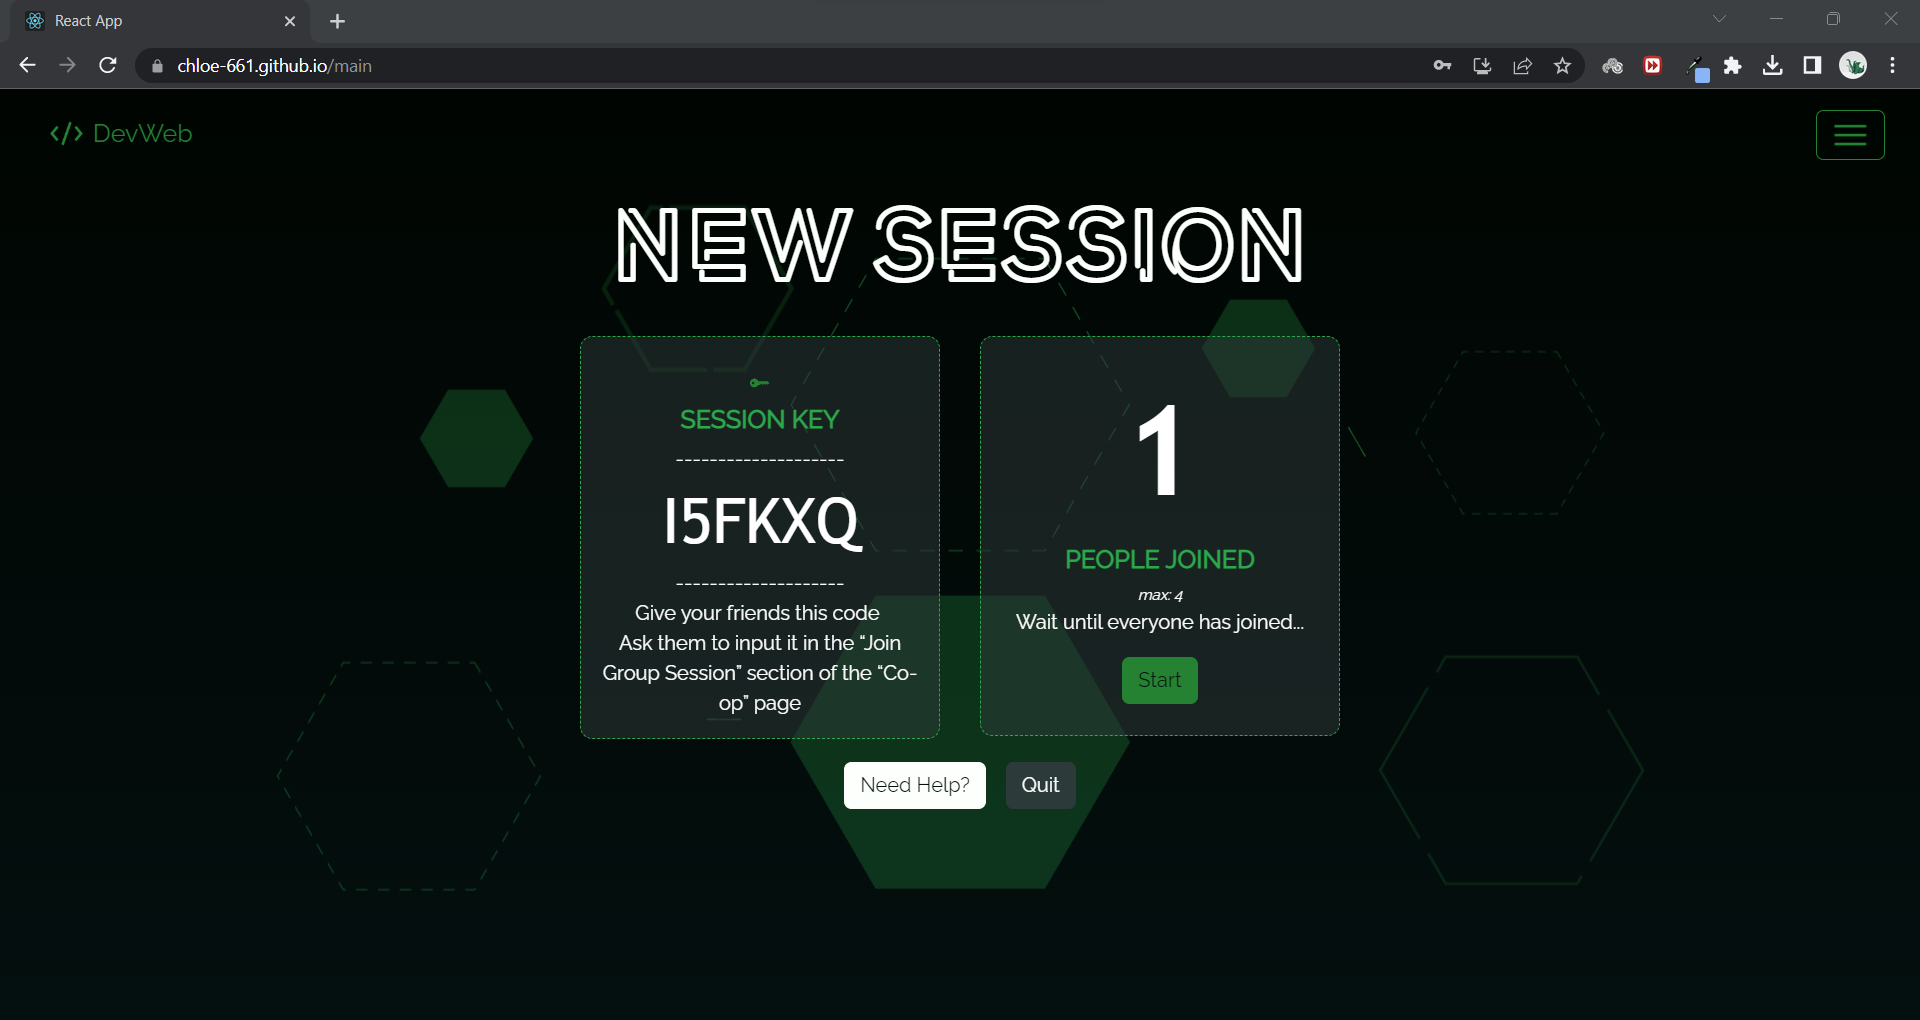 React App
chloe-661.github.io/main
</> DevWeb
NEW SESSION
SESSION KEY
--------------------
I5FKXQ
--------------------
Give your friends this code
Ask them to input it in the “Join
Group Session” section of the “Co-
op” page
1
PEOPLE JOINED
max: 4
Wait until everyone has joined...
Start
Need Help?
Quit